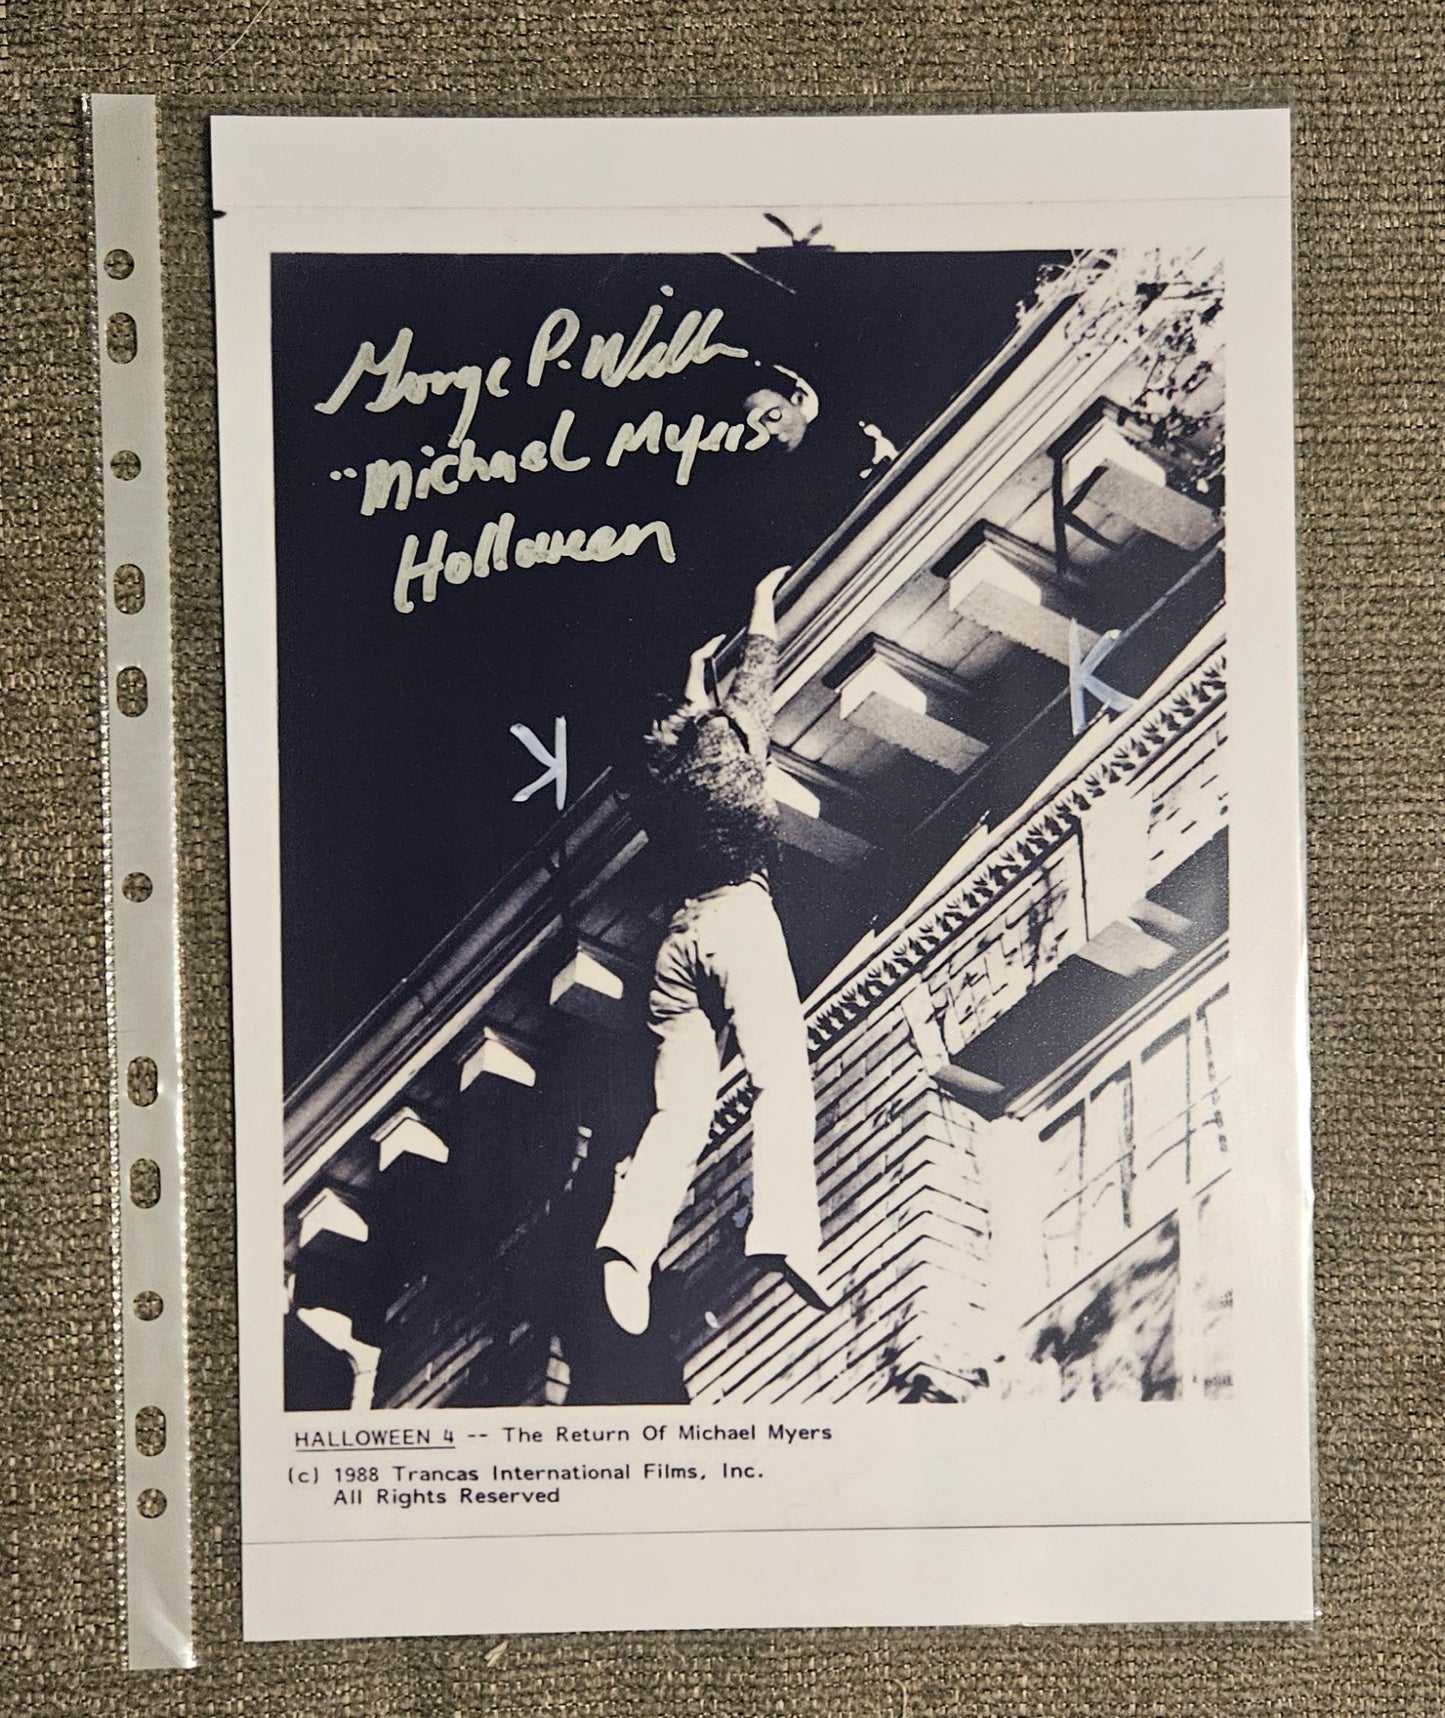 George P. Wilbur
"Michael Myers
Halloween
K
K
K
HALLOWEEN 4 -- The Return Of Michael Myers
(c) 1988 Trancas International Films, Inc.
All Rights Reserved